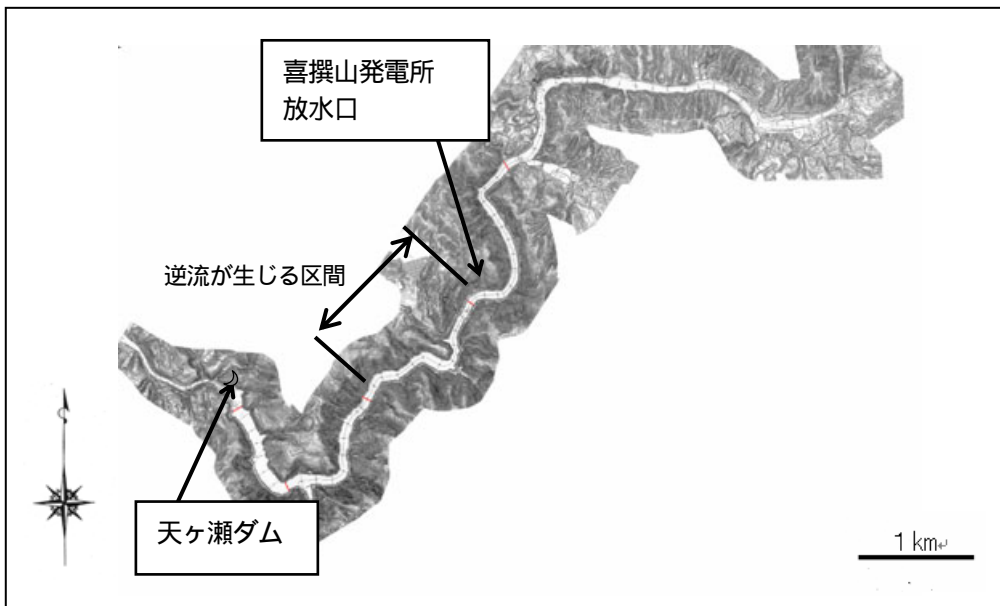 喜撰山発電所
放水口
逆流が生じる区間
天ヶ瀬ダム
1 km